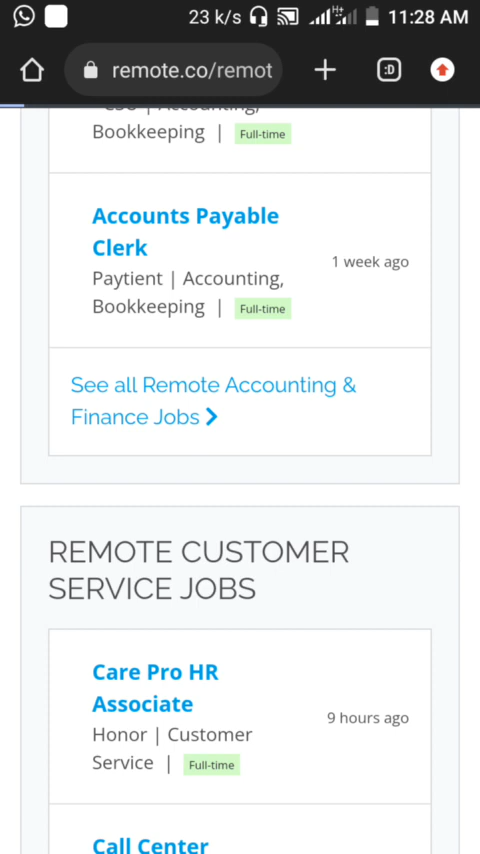 23 k/s H+ 11:28 AM
remote.co/remot :D
Bookkeeping | Full-time
Accounts Payable
Clerk
1 week ago
Paytient | Accounting,
Bookkeeping | Full-time
See all Remote Accounting &
Finance Jobs
REMOTE CUSTOMER
SERVICE JOBS
Care Pro HR
Associate
9 hours ago
Honor | Customer
Service | Full-time
Call Center